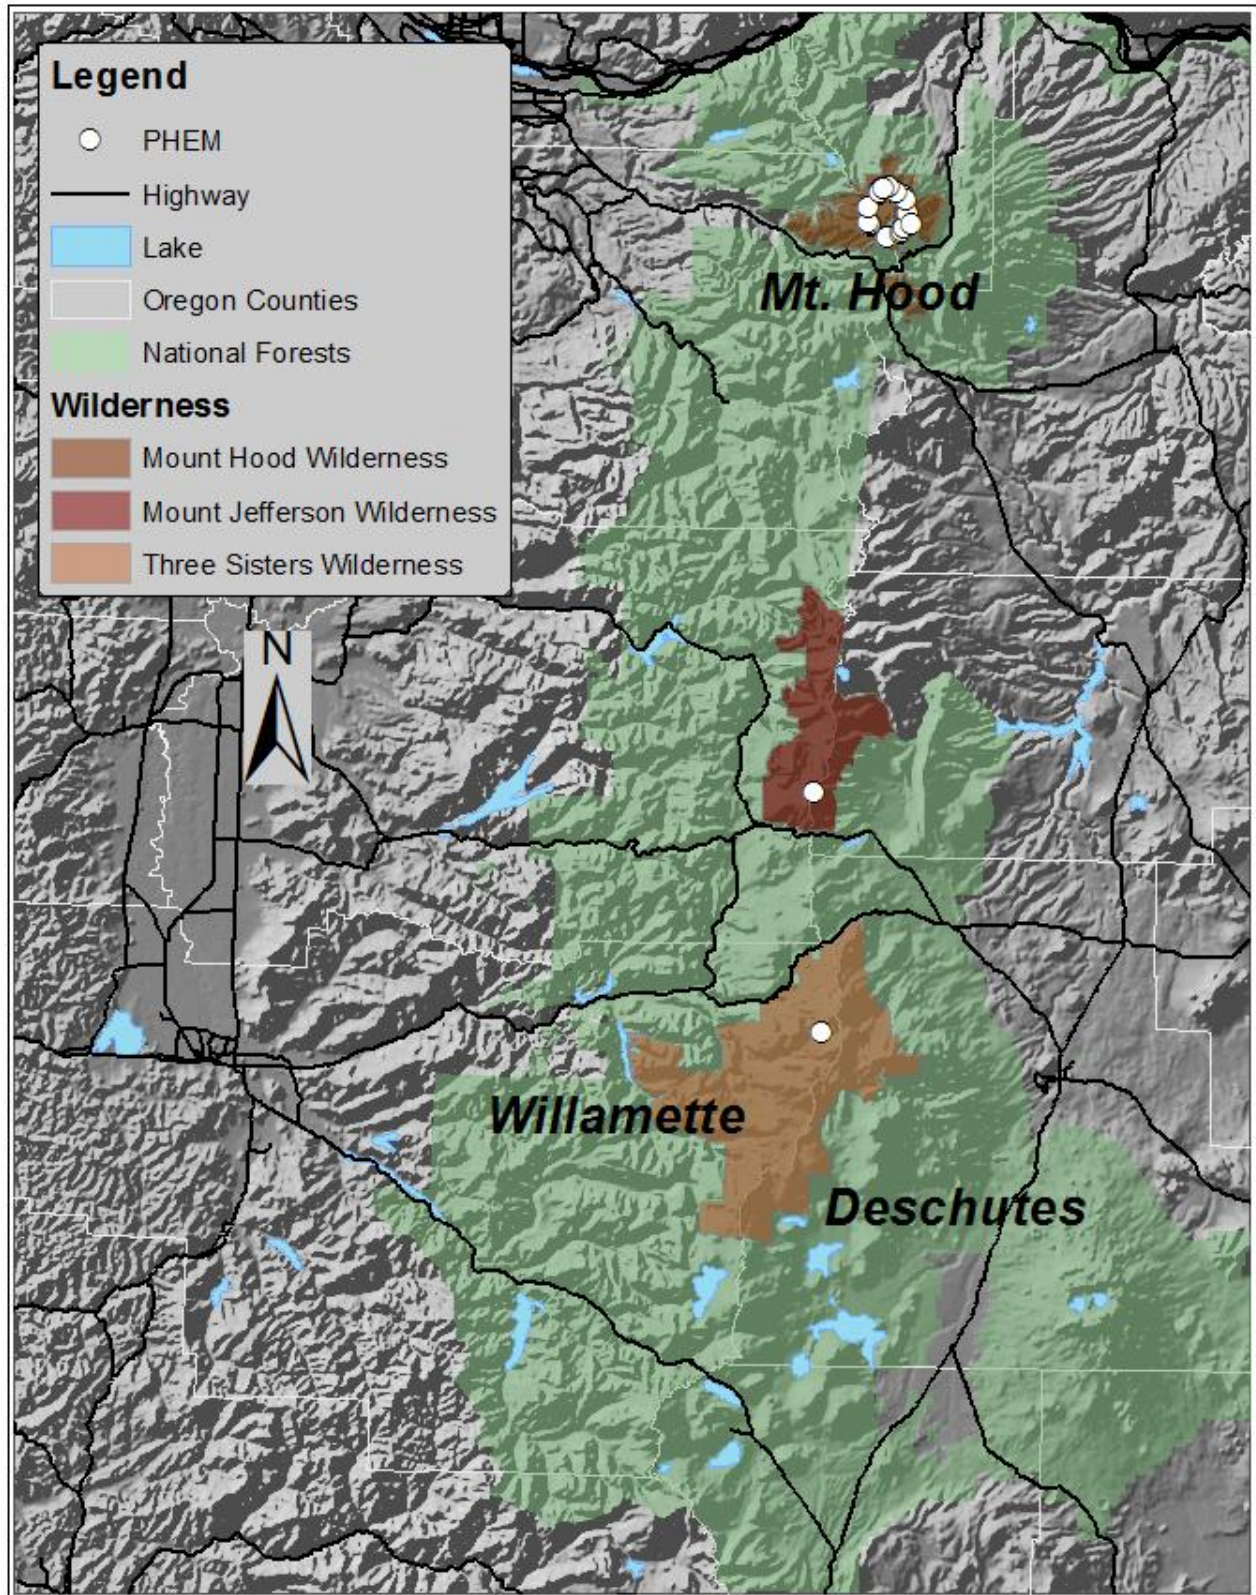 Legend
PHEM
Highway
Lake
Oregon Counties
National Forests
Wilderness
Mount Hood Wilderness
Mount Jefferson Wilderness
Three Sisters Wilderness
N
Mt. Hood
Willamette
Deschutes